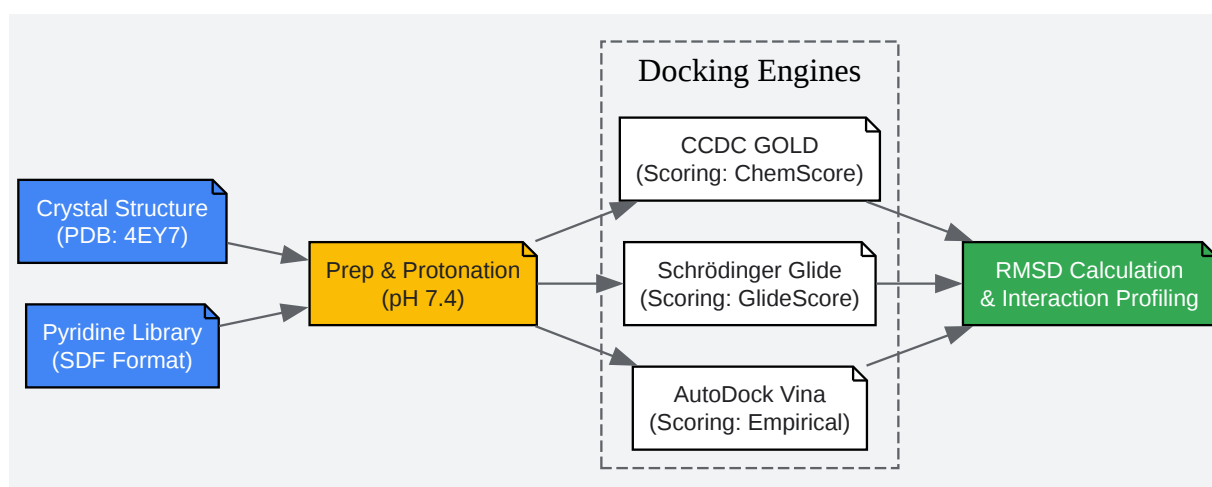 Docking Engines
Crystal Structure
(PDB: 4EY7)
Pyridine Library
(SDF Format)
Prep & Protonation
(pH 7.4)
CCDC GOLD
(Scoring: ChemScore)
Schrödinger Glide
(Scoring: GlideScore)
AutoDock Vina
(Scoring: Empirical)
RMSD Calculation
& Interaction Profiling